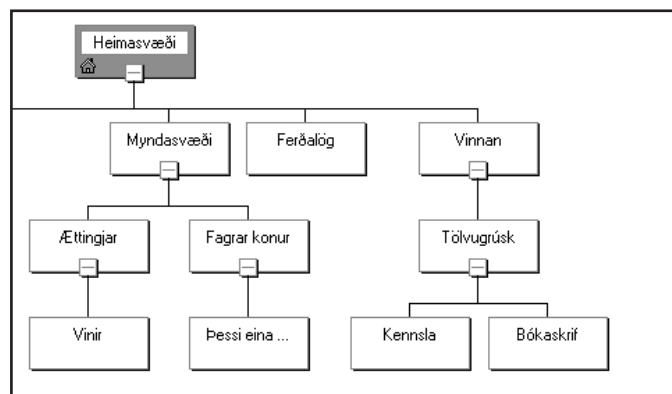 Heimasvæði
Myndasvæði
Ferðalög
Vinnan
Ættingjar
Fagrar konur
Tölvugrúsk
Vinir
Þessi eina ...
Kennsla
Bókaskrif